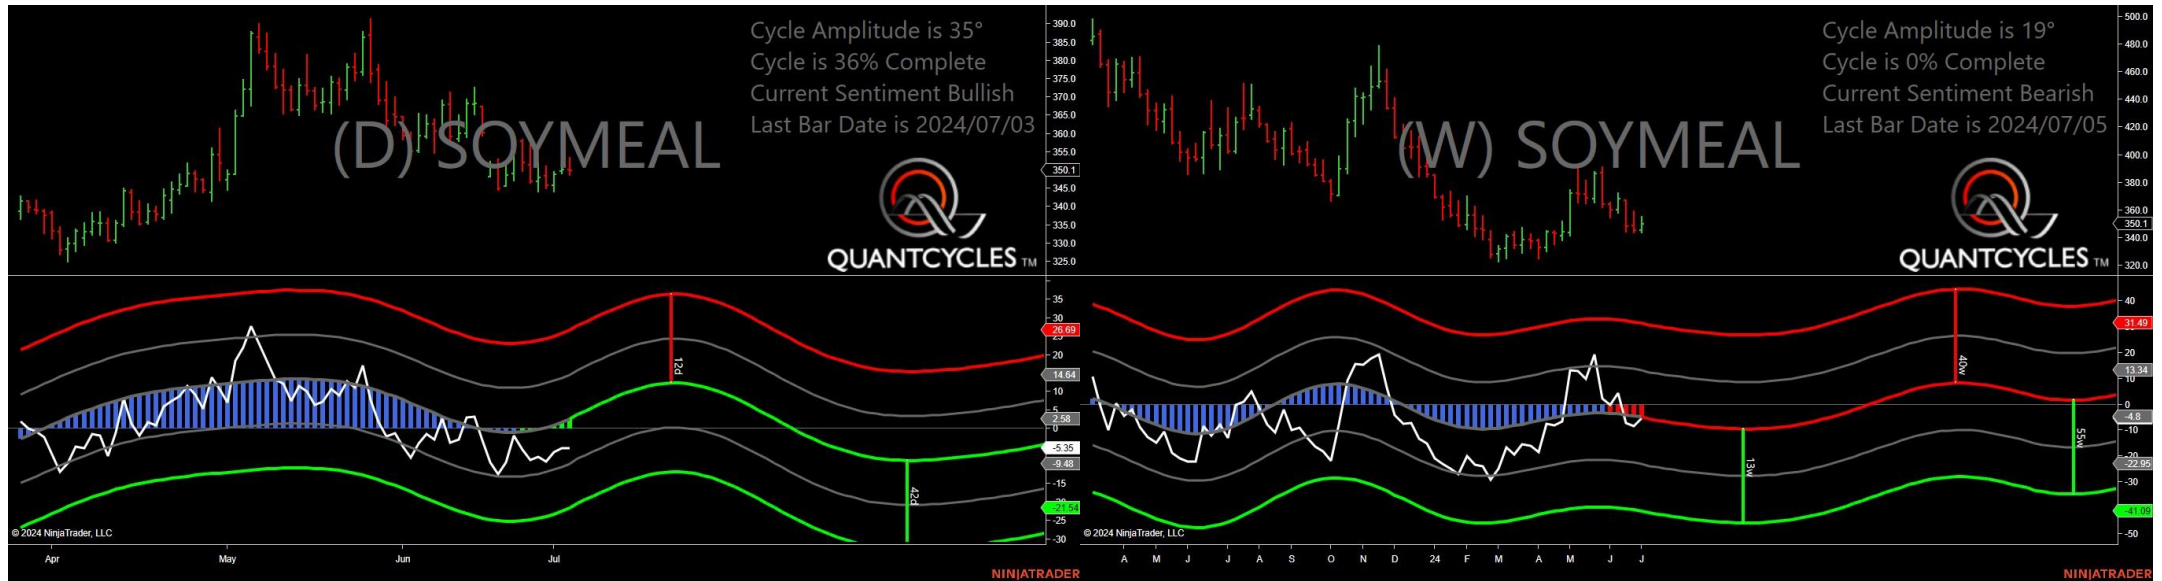 Cycle Amplitude is 35°
Cycle is 36% Complete
Current Sentiment Bullish
Last Bar Date is 2024/07/03
(D) SOYMEAL
QUANTCYCLES TM
390.0
385.0
380.0
375.0
370.0
365.0
360.0
355.0
350.1
345.0
340.0
335.0
330.0
325.0
35
30
26.69
20
14.64
10
5
2.58
0
-5.35
-9.48
-15
-21.54
-25
-30
12d
42d
© 2024 NinjaTrader, LLC
Apr May Jun Jul
NINJATRADER
Cycle Amplitude is 19°
Cycle is 0% Complete
Current Sentiment Bearish
Last Bar Date is 2024/07/05
(W) SOYMEAL
QUANTCYCLES TM
500.0
480.0
460.0
440.0
420.0
400.0
380.0
360.0
350.1
340.0
320.0
40
31.49
20
13.34
10
0
-4.8
-10
-22.95
-30
-41.09
-50
40w
13w
55w
© 2024 NinjaTrader, LLC
A M J J A S O N D 24 F M A M J J
NINJATRADER